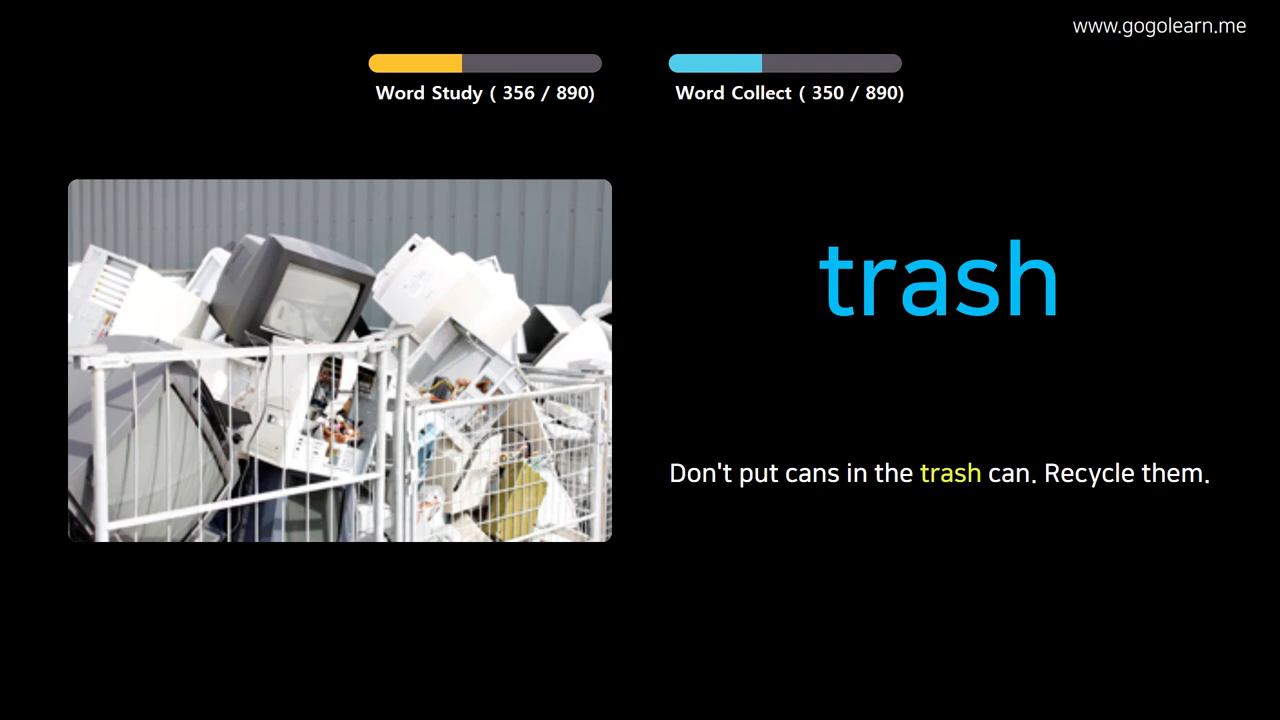 www.gogolearn.me
Word Study ( 356 / 890)
Word Collect ( 350 / 890)
trash
Don't put cans in the trash can. Recycle them.